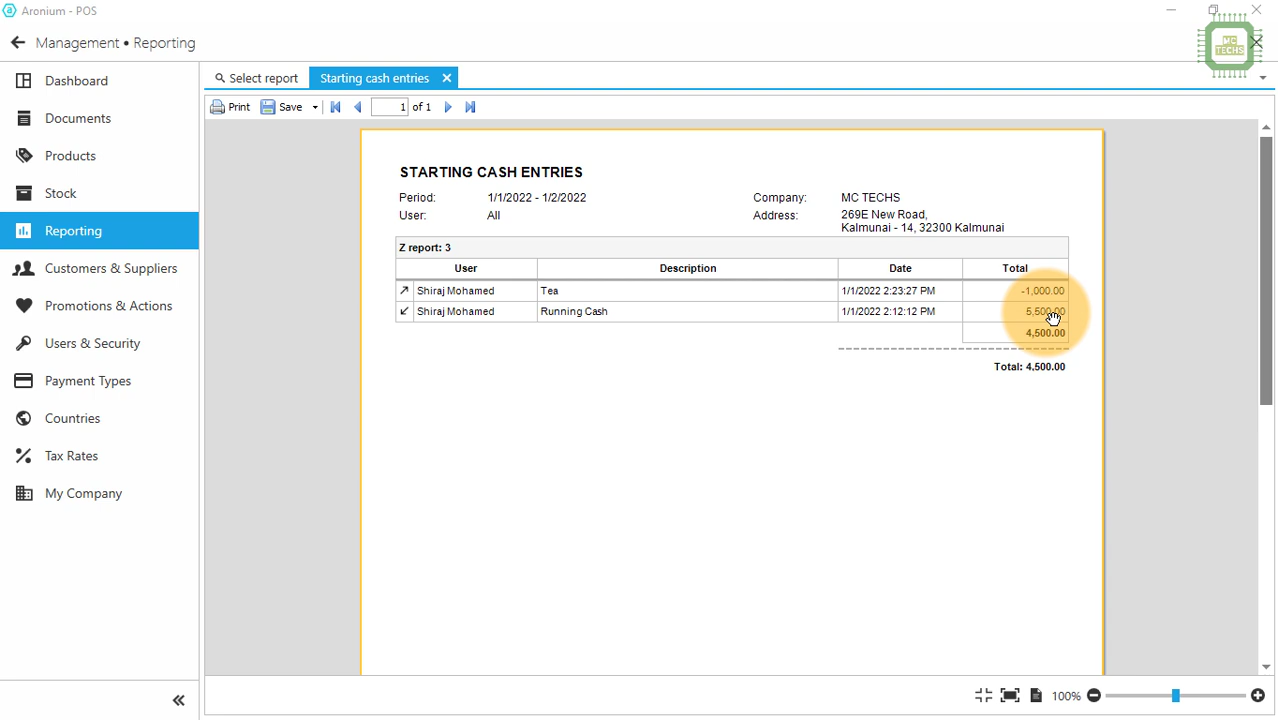 Aronium - POS
Management • Reporting
MC
TECHS
Dashboard
Documents
Products
Stock
Reporting
Customers & Suppliers
Promotions & Actions
Users & Security
Payment Types
Countries
Tax Rates
My Company
Select report
Starting cash entries
Print
Save
1 of 1
STARTING CASH ENTRIES
Period: 1/1/2022 - 1/2/2022 Company: MC TECHS
User: All Address: 269E New Road,
Kalmunai - 14, 32300 Kalmunai
Z report: 3
User Description Date Total
Shiraj Mohamed Tea 1/1/2022 2:23:27 PM -1,000.00
Shiraj Mohamed Running Cash 1/1/2022 2:12:12 PM 5,500.00
4,500.00
Total: 4,500.00
100%